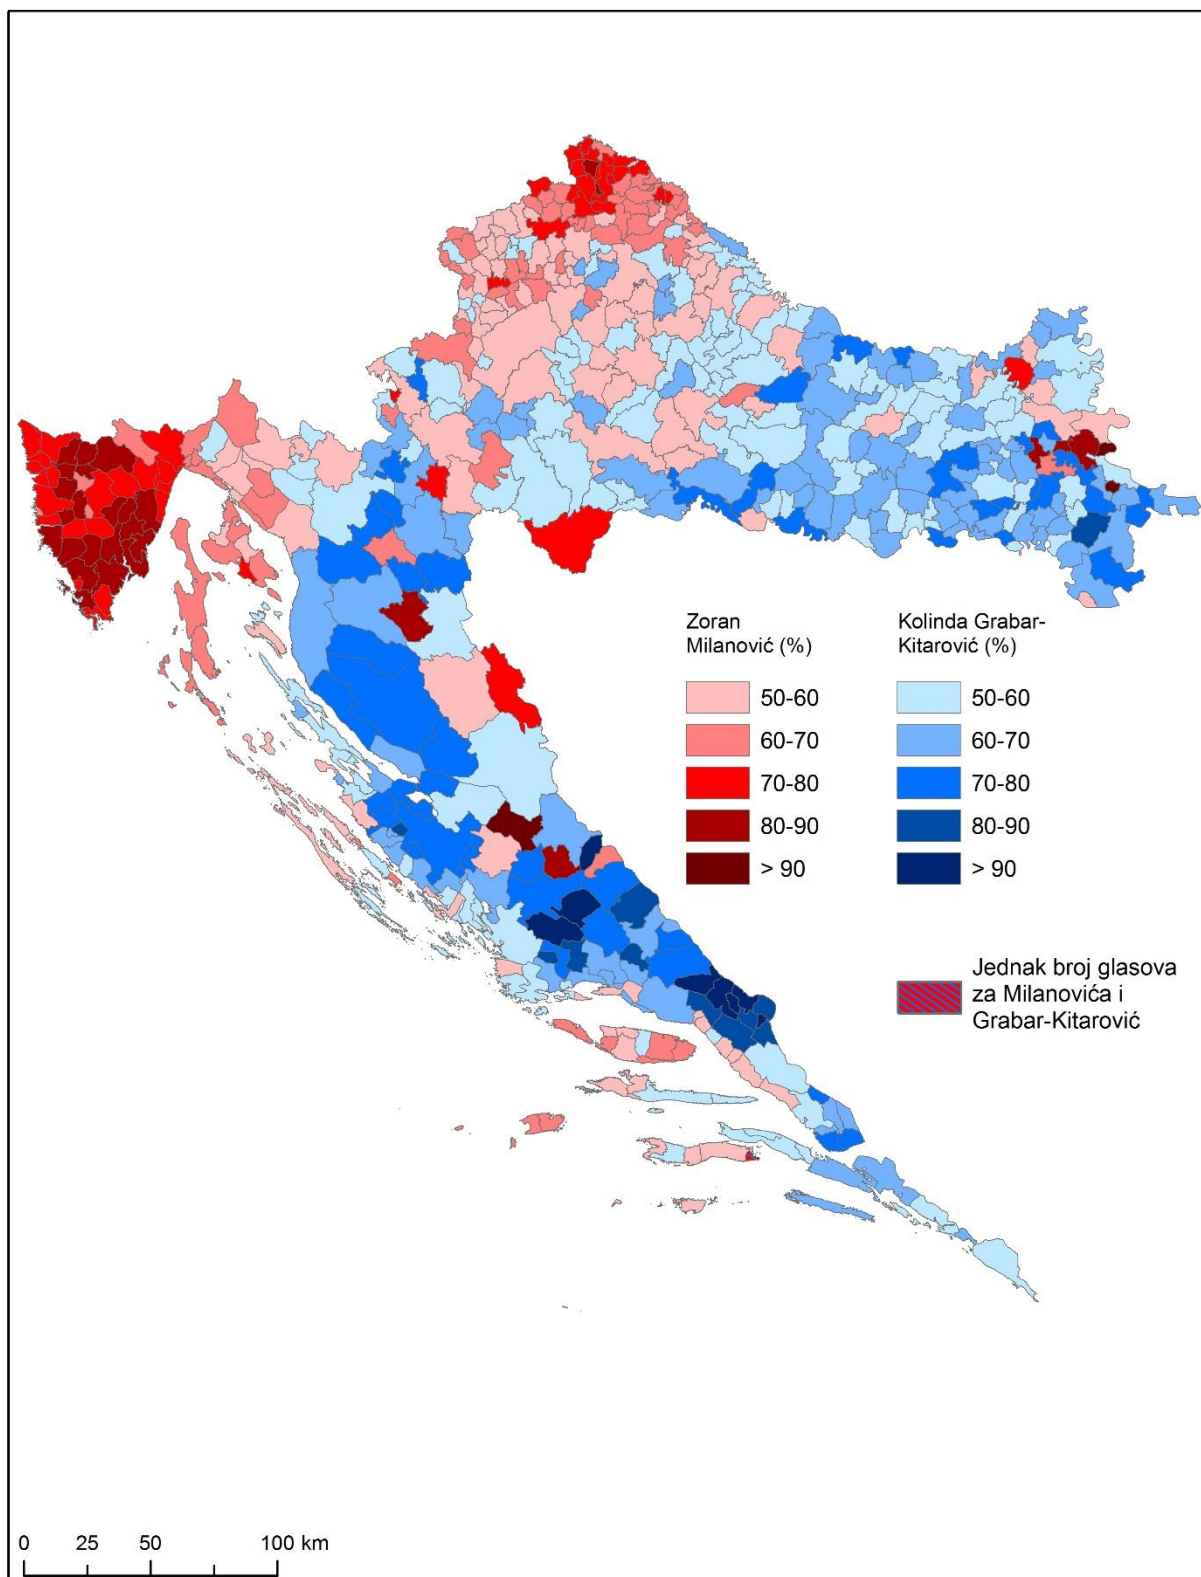 Zoran
Milanović (%)
50-60
60-70
70-80
80-90
> 90
Kolinda Grabar-
Kitarović (%)
50-60
60-70
70-80
80-90
> 90
Jednak broj glasova
za Milanovića i
Grabar-Kitarović
0 25 50 100 km